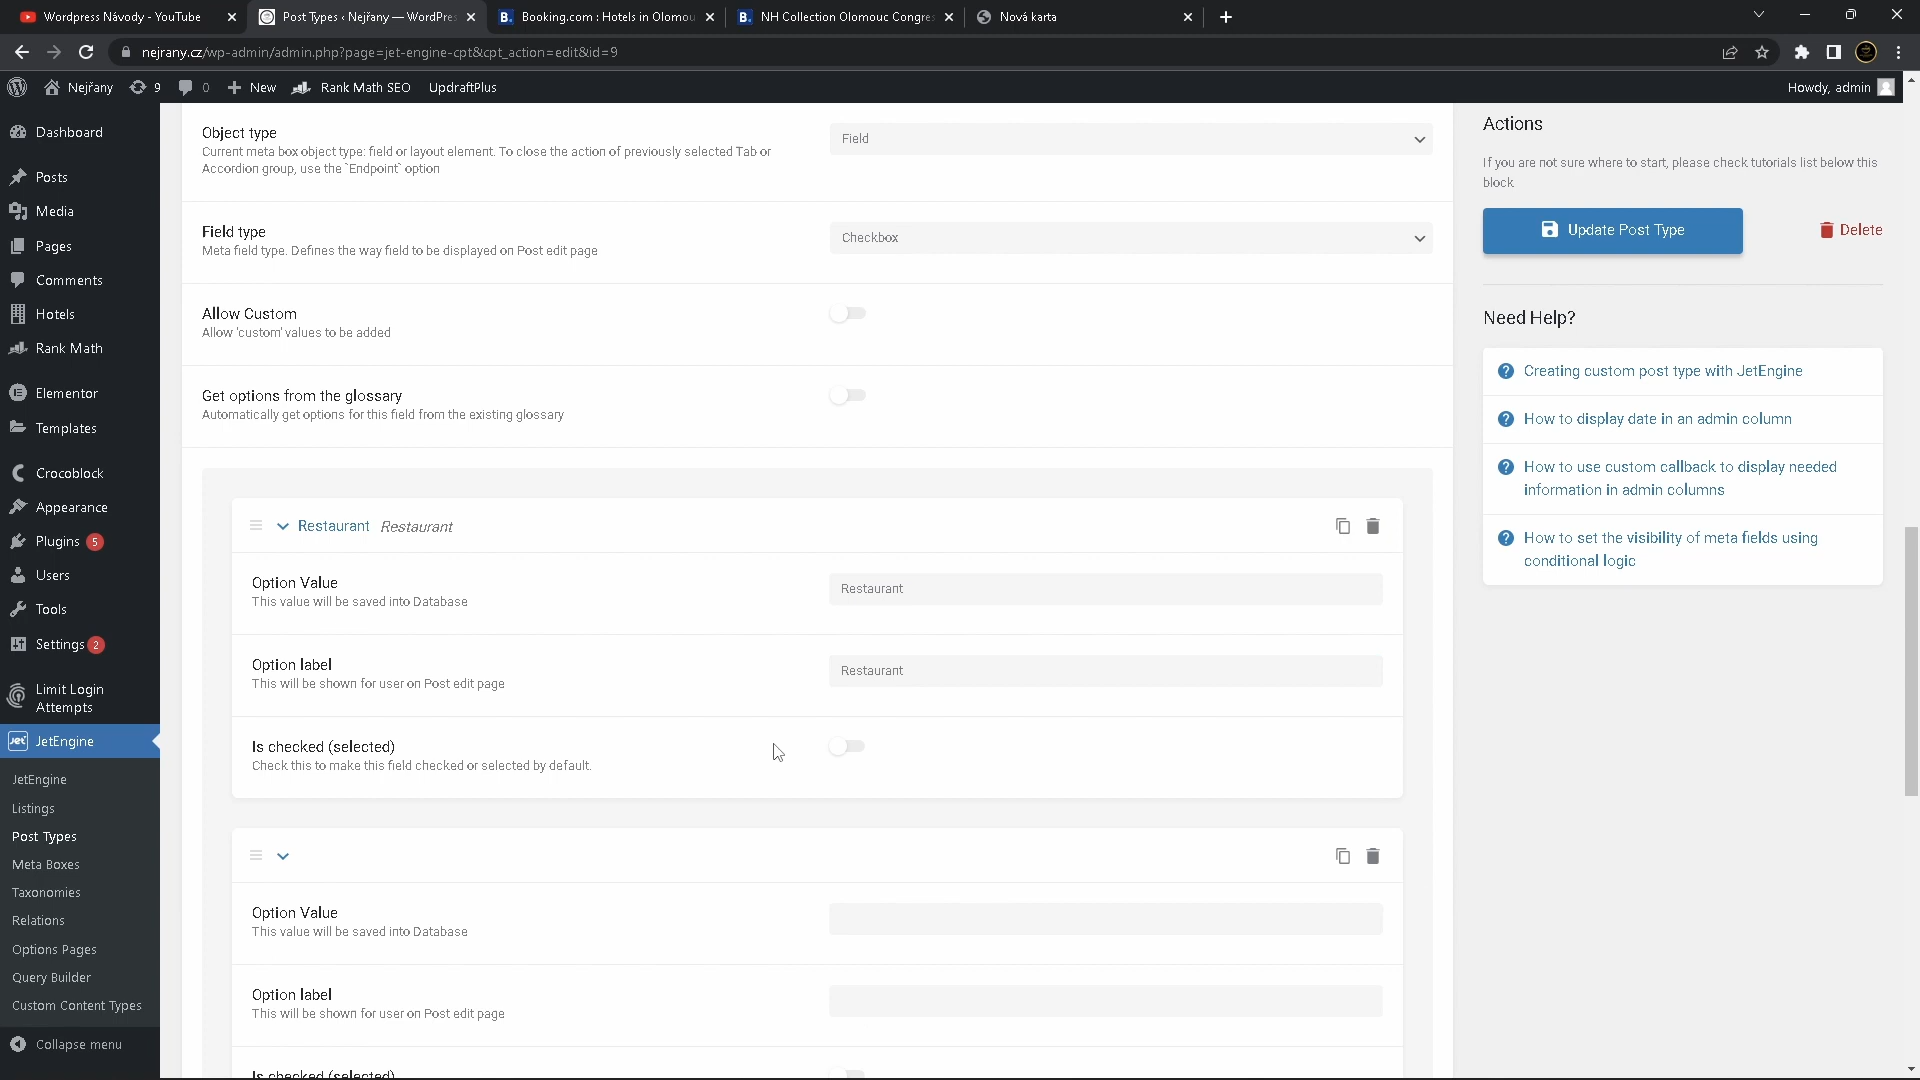 Wordpress Návody - YouTube
Post Types ‹ Nejřany — WordPres
Booking.com : Hotels in Olomou
NH Collection Olomouc Congres
Nová karta
nejrany.cz/wp-admin/admin.php?page=jet-engine-cpt&cpt_action=edit&id=9
Nejřany
9
0
New
Rank Math SEO
UpdraftPlus
Howdy, admin
Dashboard
Posts
Media
Pages
Comments
Hotels
Rank Math
Elementor
Templates
Crocoblock
Appearance
Plugins 5
Users
Tools
Settings 2
Limit Login
Attempts
JetEngine
JetEngine
Listings
Post Types
Meta Boxes
Taxonomies
Relations
Options Pages
Query Builder
Custom Content Types
Collapse menu
Object type
Current meta box object type: field or layout element. To close the action of previously selected Tab or
Accordion group, use the `Endpoint` option
Field
Field type
Meta field type. Defines the way field to be displayed on Post edit page
Checkbox
Allow Custom
Allow 'custom' values to be added
Get options from the glossary
Automatically get options for this field from the existing glossary
Restaurant Restaurant
Option Value
This value will be saved into Database
Restaurant
Option label
This will be shown for user on Post edit page
Restaurant
Is checked (selected)
Check this to make this field checked or selected by default.
Option Value
This value will be saved into Database
Option label
This will be shown for user on Post edit page
Is checked (selected)
Actions
If you are not sure where to start, please check tutorials list below this
block
Update Post Type
Delete
Need Help?
Creating custom post type with JetEngine
How to display date in an admin column
How to use custom callback to display needed
information in admin columns
How to set the visibility of meta fields using
conditional logic